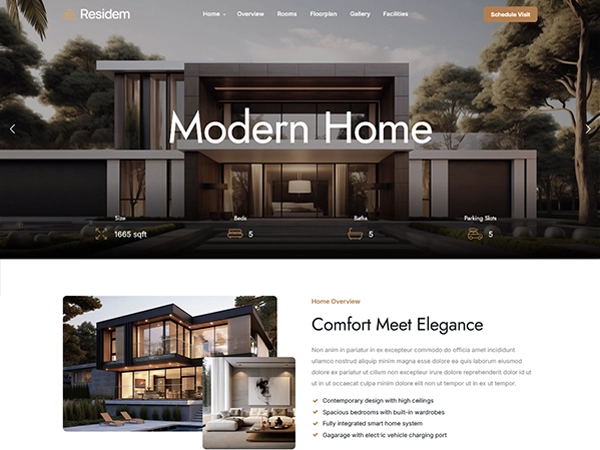 Residem
Home Overview Rooms Floorplan Gallery Facilities
Schedule Visit
Modern Home
Size Beds Baths Parking Slots
1665 sqft 5 5 5
Home Overview
Comfort Meet Elegance
Non anim in pariatur in ex excepteur commodo do officia amet incididunt
ullamco nostrud aliquip minim magna esse dolore ea quis laborum eiusmod
dolore ex pariatur ut cillum non excepteur irure dolore reprehenderit dolor id ut
ut in ut occaecat culpa minim dolore elit non ut tempor ut in ex ut tempor.
Contemporary design with high ceilings
Spacious bedrooms with built-in wardrobes
Fully integrated smart home system
Gagarage with electric vehicle charging port